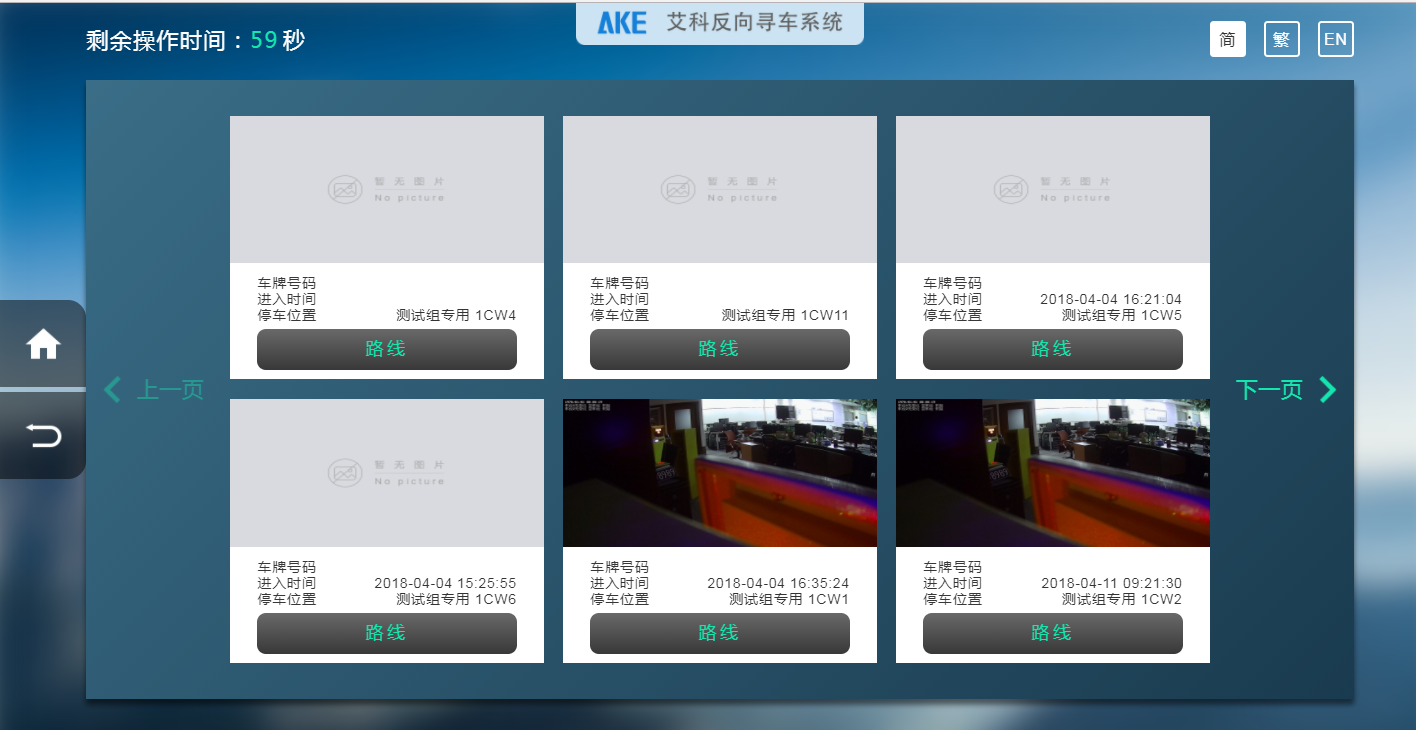 AKE 艾科反向寻车系统
剩余操作时间：59秒
简 繁 EN
暂无图片
No picture
暂无图片
No picture
暂无图片
No picture
车牌号码
进入时间
停车位置 测试组专用 1CW4
路线
车牌号码
进入时间
停车位置 测试组专用 1CW11
路线
车牌号码
进入时间 2018-04-04 16:21:04
停车位置 测试组专用 1CW5
路线
上一页
下一页
暂无图片
No picture
车牌号码
进入时间 2018-04-04 15:25:55
停车位置 测试组专用 1CW6
路线
车牌号码
进入时间 2018-04-04 16:35:24
停车位置 测试组专用 1CW1
路线
车牌号码
进入时间 2018-04-11 09:21:30
停车位置 测试组专用 1CW2
路线